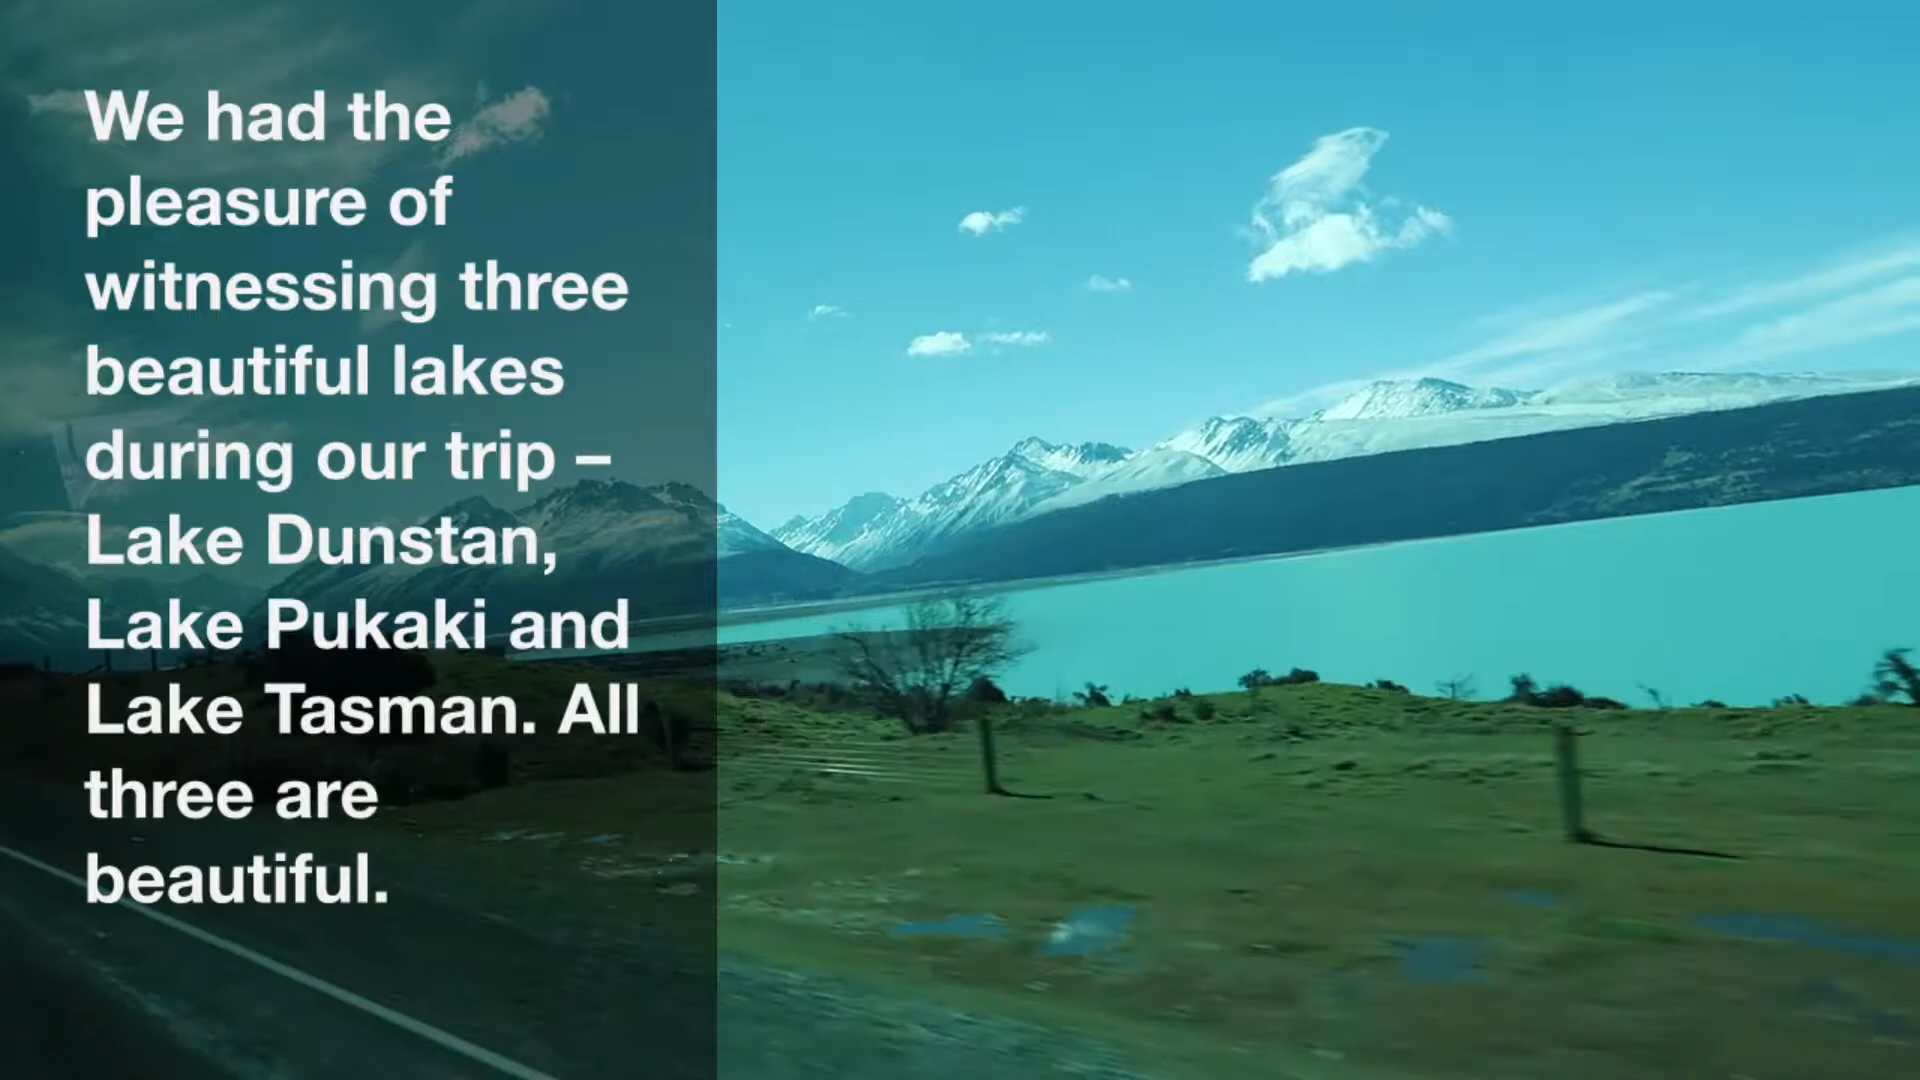 We had the
pleasure of
witnessing three
beautiful lakes
during our trip –
Lake Dunstan,
Lake Pukaki and
Lake Tasman. All
three are
beautiful.